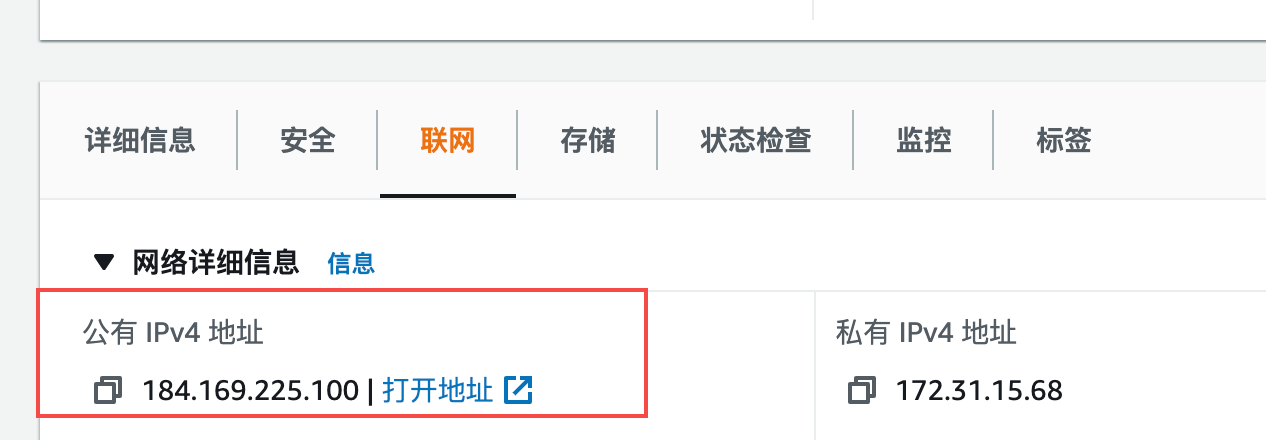 详细信息 安全 联网 存储 状态检查 监控 标签
网络详细信息 信息
公有 IPv4 地址 私有 IPv4 地址
184.169.225.100 | 打开地址 172.31.15.68